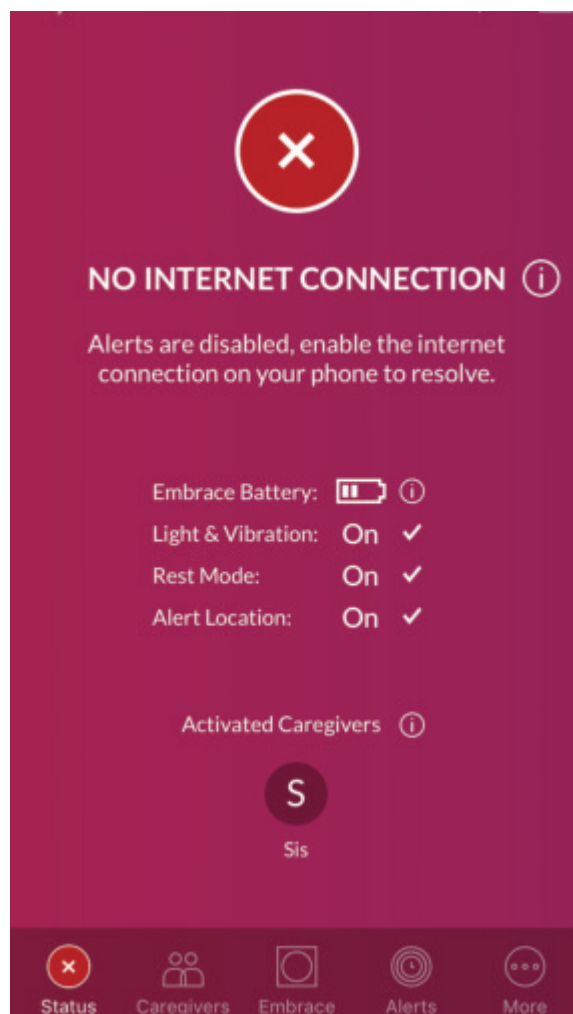 NO INTERNET CONNECTION
Alerts are disabled, enable the internet
connection on your phone to resolve.
Embrace Battery:
Light & Vibration: On
Rest Mode: On
Alert Location: On
Activated Caregivers
S
Sis
Status Caregivers Embrace Alerts More